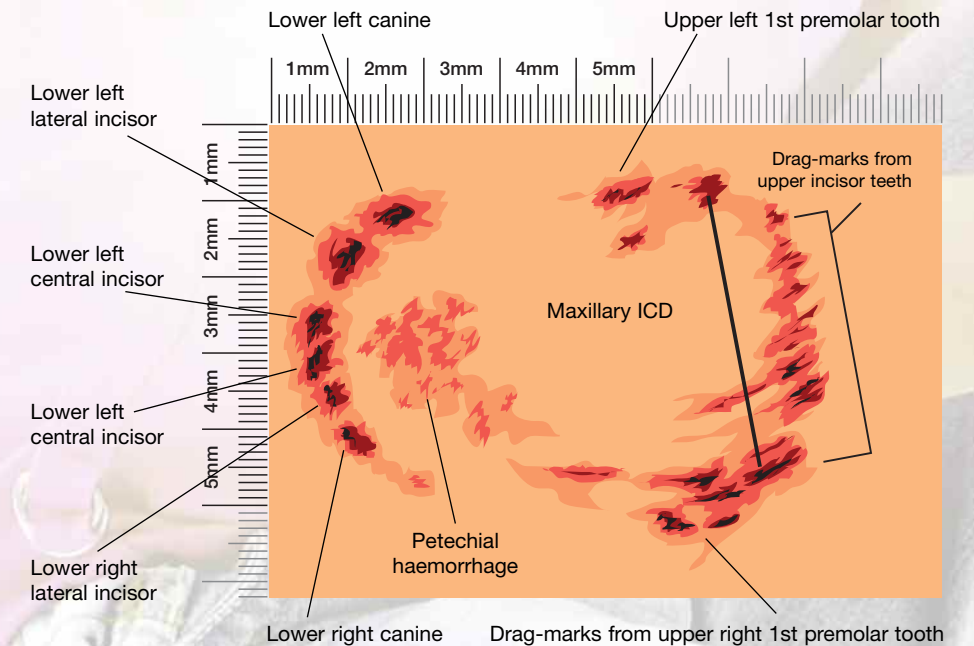 Lower left canine
Upper left 1st premolar tooth
1mm 2mm 3mm 4mm 5mm
Lower left
lateral incisor
1mm
Drag-marks from
upper incisor teeth
2mm
Lower left
central incisor
3mm
Maxillary ICD
4mm
Lower left
central incisor
5mm
Petechial
haemorrhage
Lower right
lateral incisor
Lower right canine
Drag-marks from upper right 1st premolar tooth